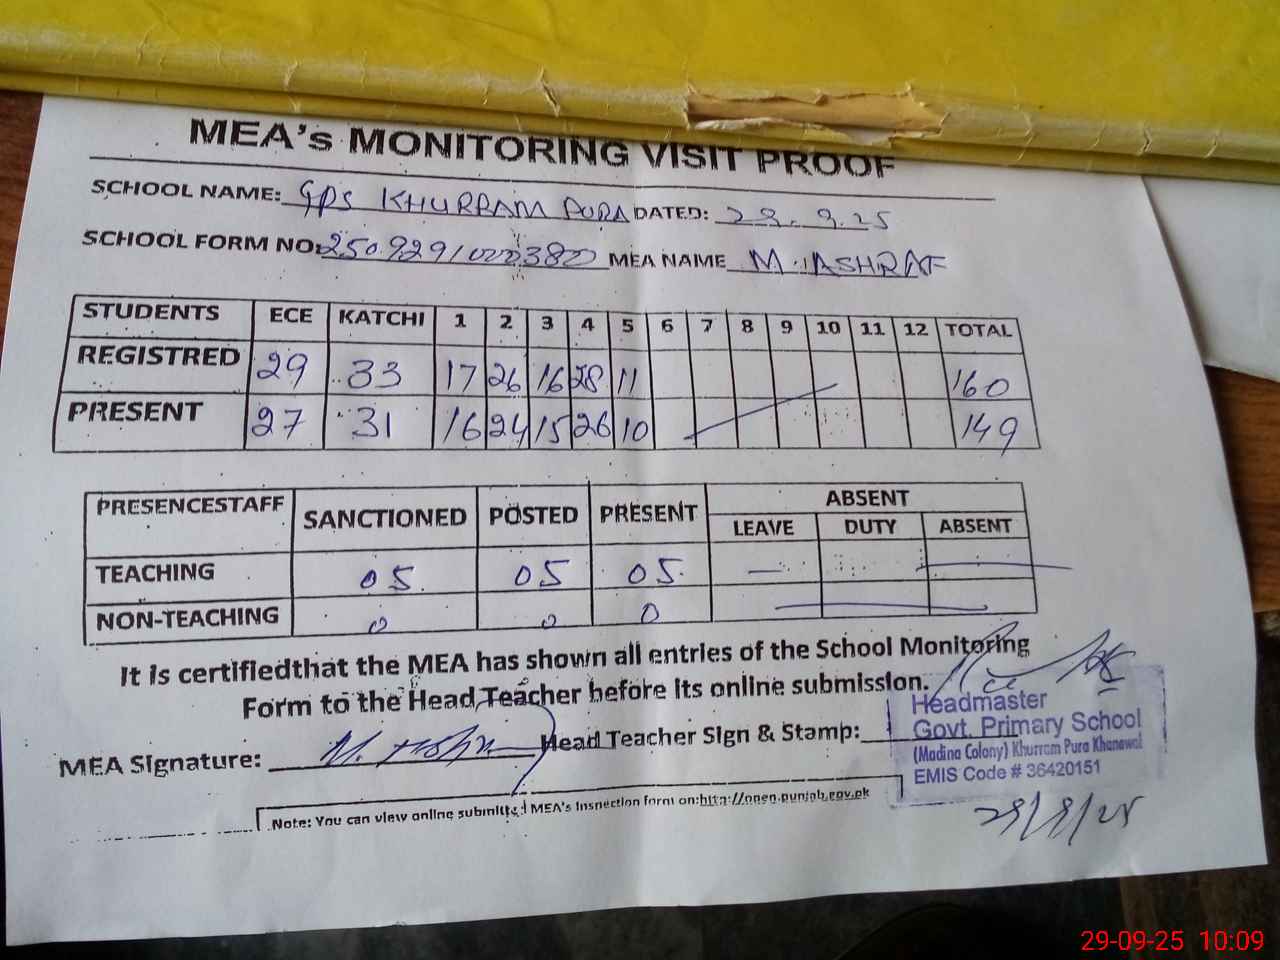 MEA's MONITORING VISIT PROOF
SCHOOL NAME: GPS KHURRAM PURA DATED: 29.9.25
SCHOOL FORM NO: 25092910000380 MEA NAME M. ASHRAF
STUDENTS ECE KATCHI 1 2 3 4 5 6 7 8 9 10 11 12 TOTAL
REGISTRED 29 33 17 26 16 28 11 160
PRESENT 27 31 16 24 15 26 10 149
PRESENCESTAFF SANCTIONED POSTED PRESENT ABSENT
LEAVE DUTY ABSENT
TEACHING 05 05 05 —
NON-TEACHING 0 0 0
It is certifiedthat the MEA has shown all entries of the School Monitoring
Form to the Head Teacher before its online submission.
MEA Signature: Head Teacher Sign & Stamp:
Headmaster
Govt. Primary School
(Madina Colony) Khurram Pura Khanewal
EMIS Code # 36420151
Note: You can view online submitted MEA's Inspection form on:http://open.punjab.gov.pk
29-09-25 10:09